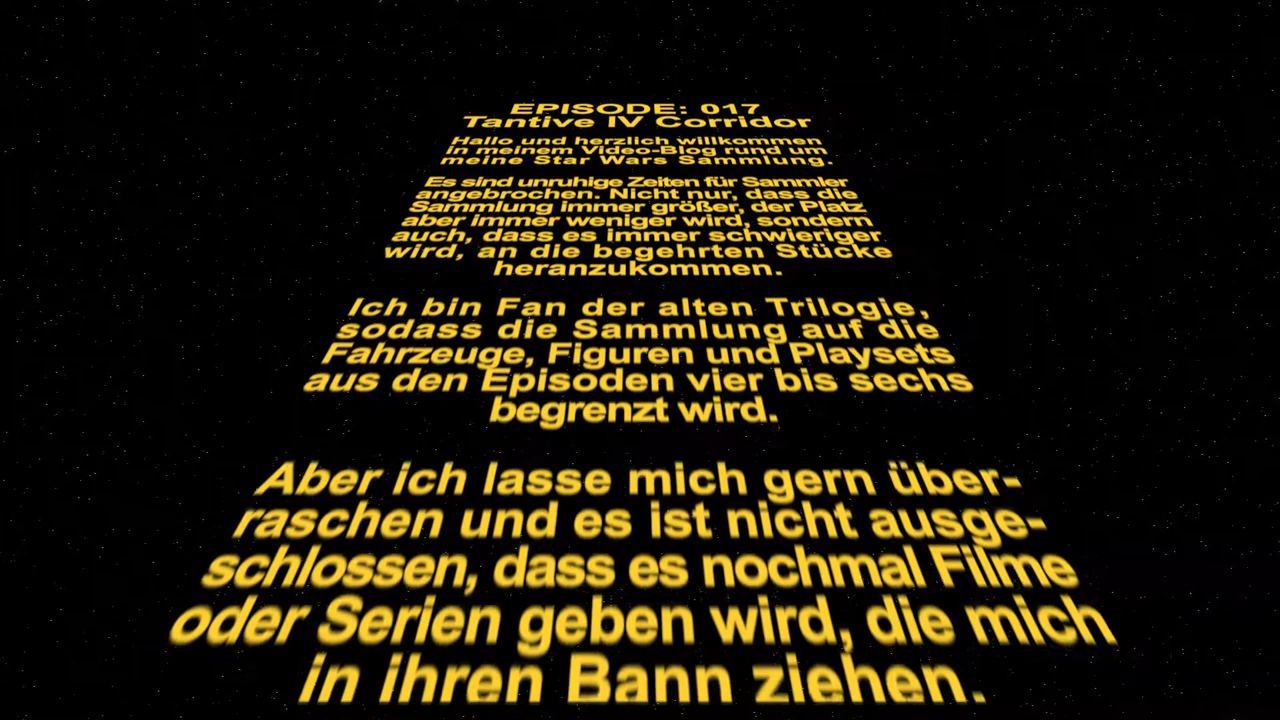 EPISODE: 017
Tantive IV Corridor
Hallo und herzlich willkommen
in meinem Video-Blog rund um
meine Star Wars Sammlung.
Es sind unruhige Zeiten für Sammler
angebrochen. Nicht nur, dass die
Sammlung immer größer, der Platz
aber immer weniger wird, sondern
auch, dass es immer schwieriger
wird, an die begehrten Stücke
heranzukommen.
Ich bin Fan der alten Trilogie,
sodass die Sammlung auf die
Fahrzeuge, Figuren und Playsets
aus den Episoden vier bis sechs
begrenzt wird.
Aber ich lasse mich gern über-
raschen und es ist nicht ausge-
schlossen, dass es nochmal Filme
oder Serien geben wird, die mich
in ihren Bann ziehen.